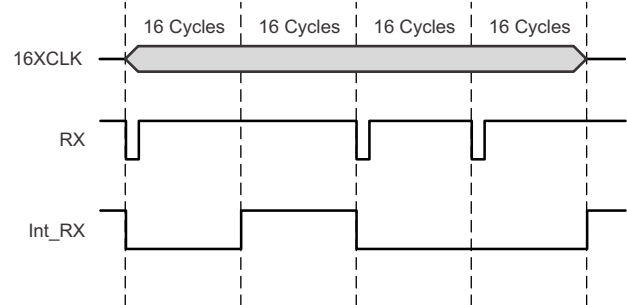 16 Cycles 16 Cycles 16 Cycles 16 Cycles
16XCLK
RX
Int_RX